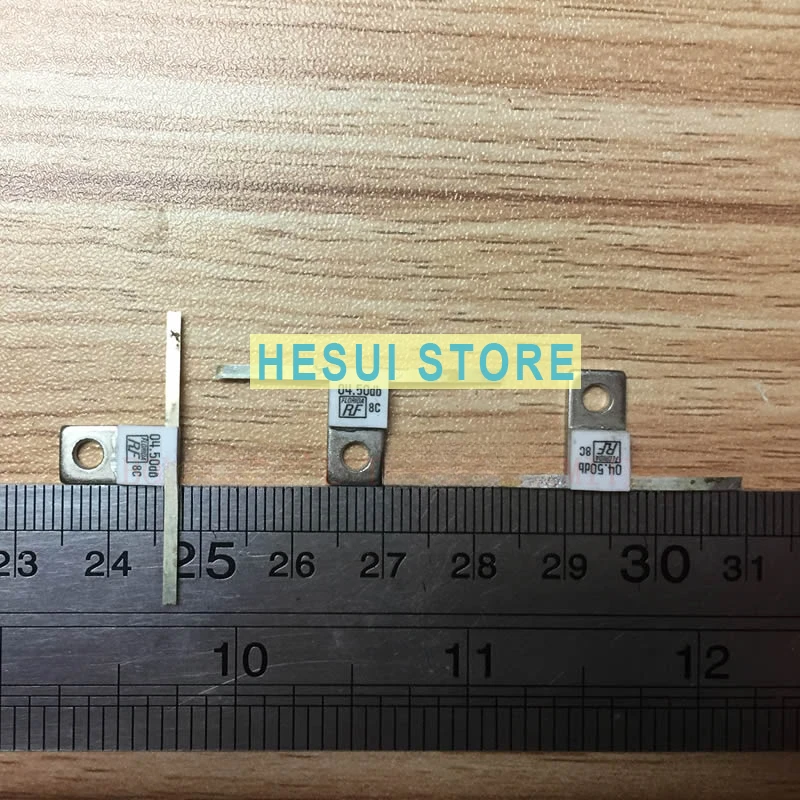 HESUI STORE
04.50db
FLORIDA
RF 8C
04.50db
FLORIDA
RF 8C
04.50db
FLORIDA
RF 8C
23 24 25 26 27 28 29 30 31
10 11 12